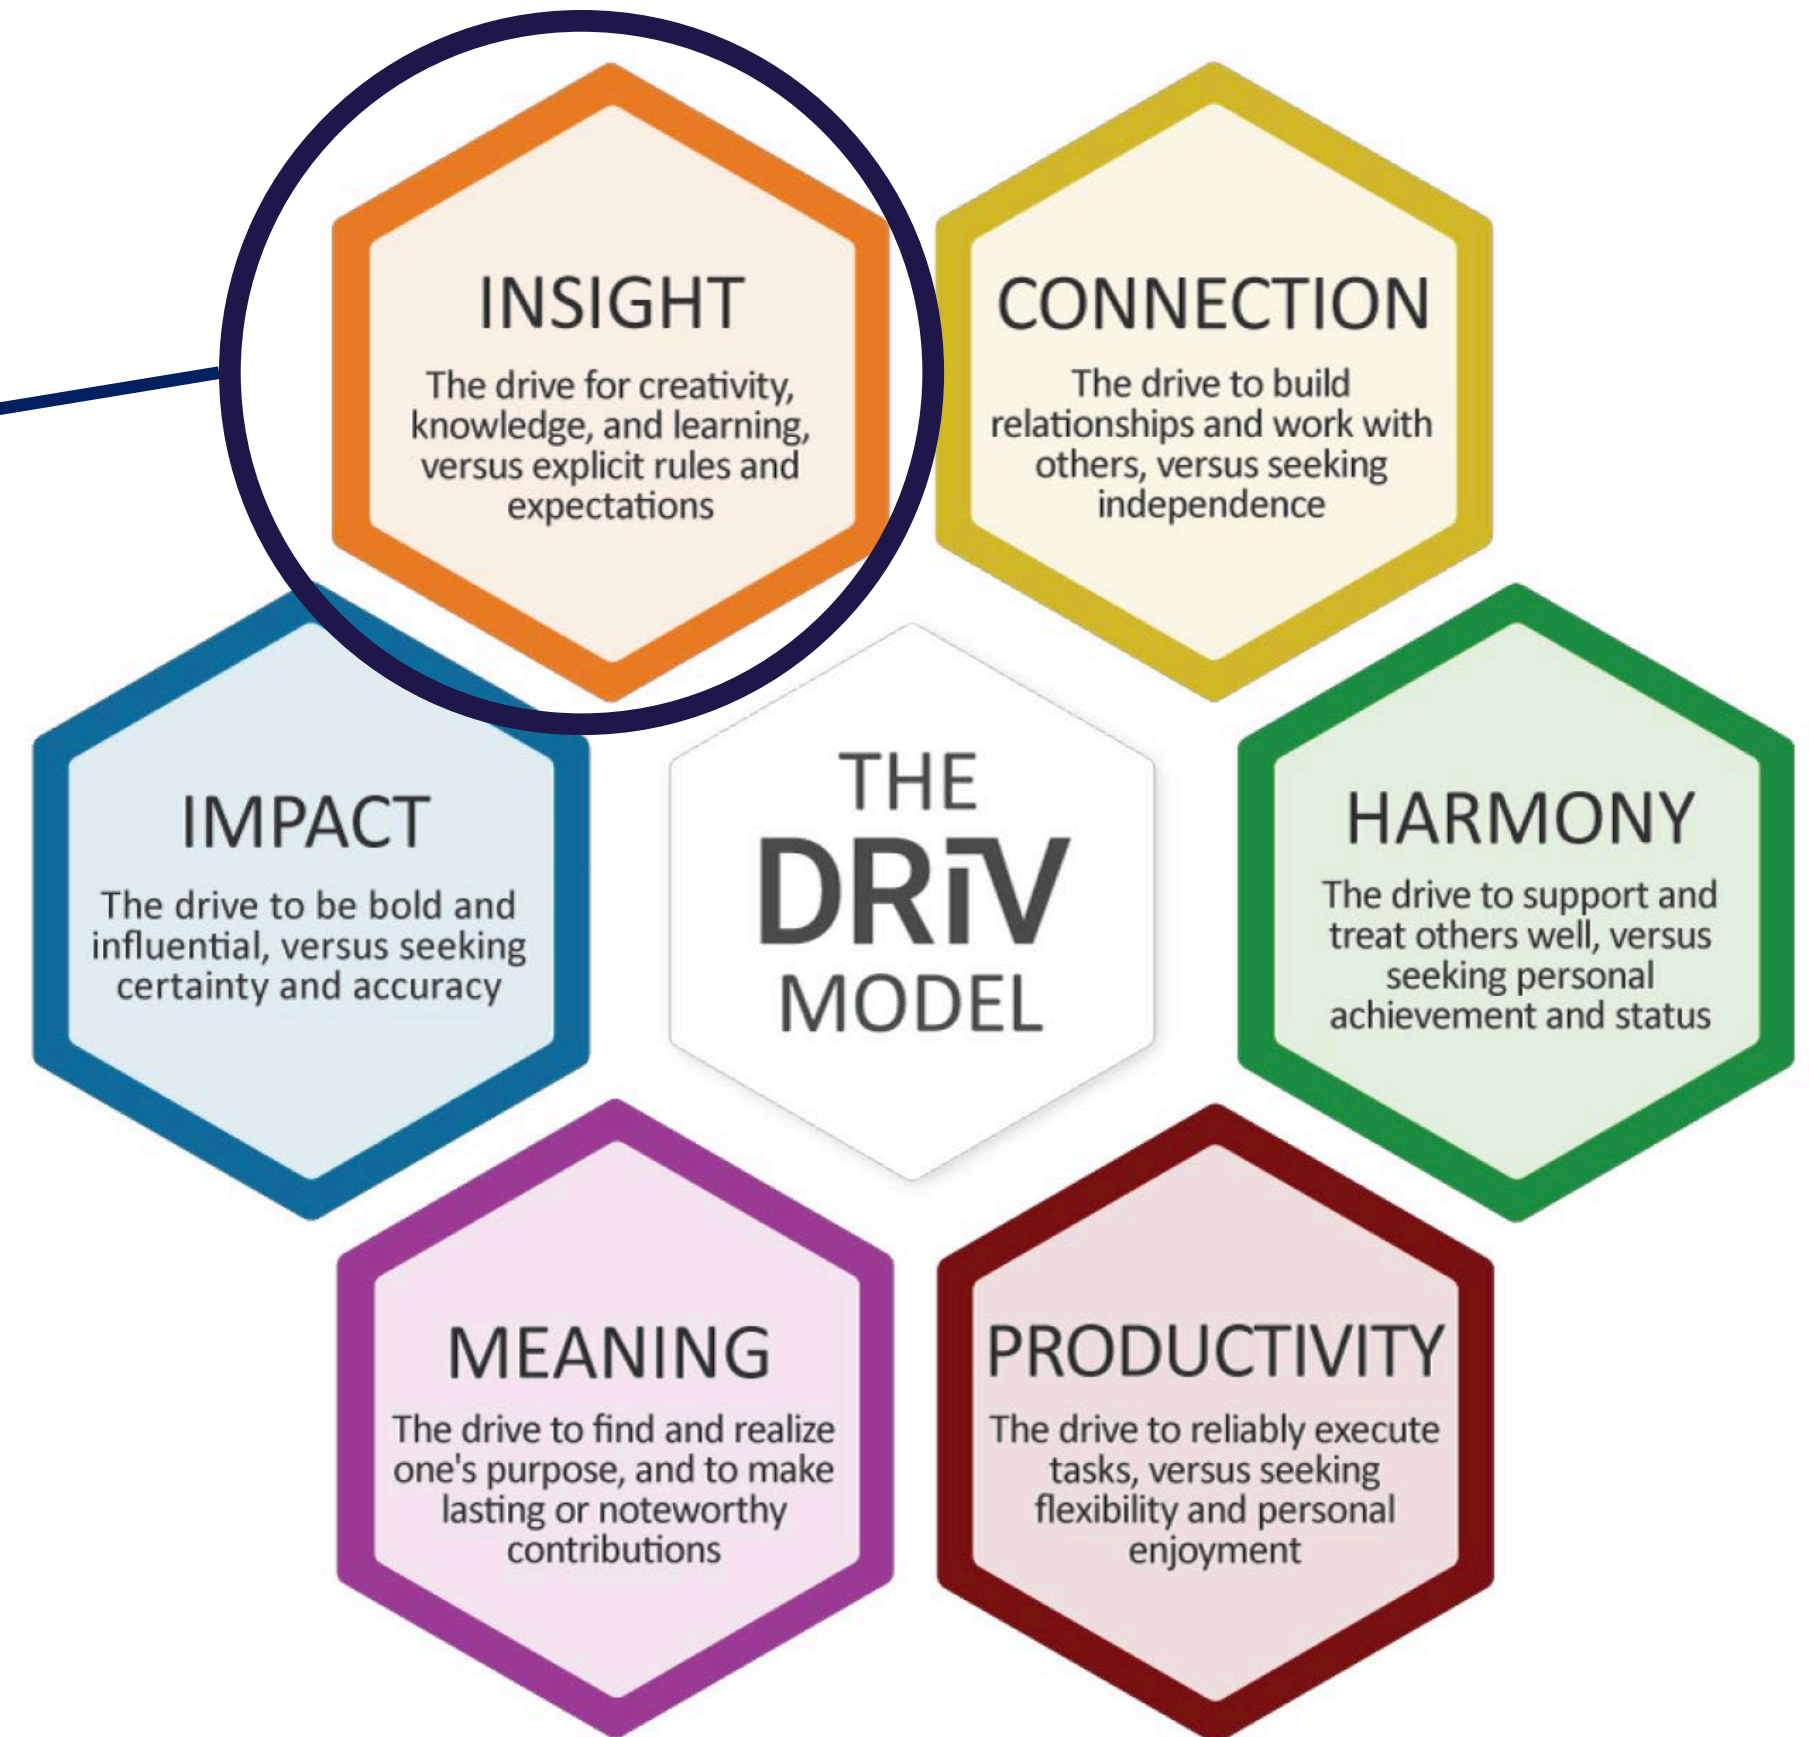 INSIGHT
The drive for creativity,
knowledge, and learning,
versus explicit rules and
expectations
CONNECTION
The drive to build
relationships and work with
others, versus seeking
independence
IMPACT
The drive to be bold and
influential, versus seeking
certainty and accuracy
THE
DRiV
MODEL
HARMONY
The drive to support and
treat others well, versus
seeking personal
achievement and status
MEANING
The drive to find and realize
one's purpose, and to make
lasting or noteworthy
contributions
PRODUCTIVITY
The drive to reliably execute
tasks, versus seeking
flexibility and personal
enjoyment